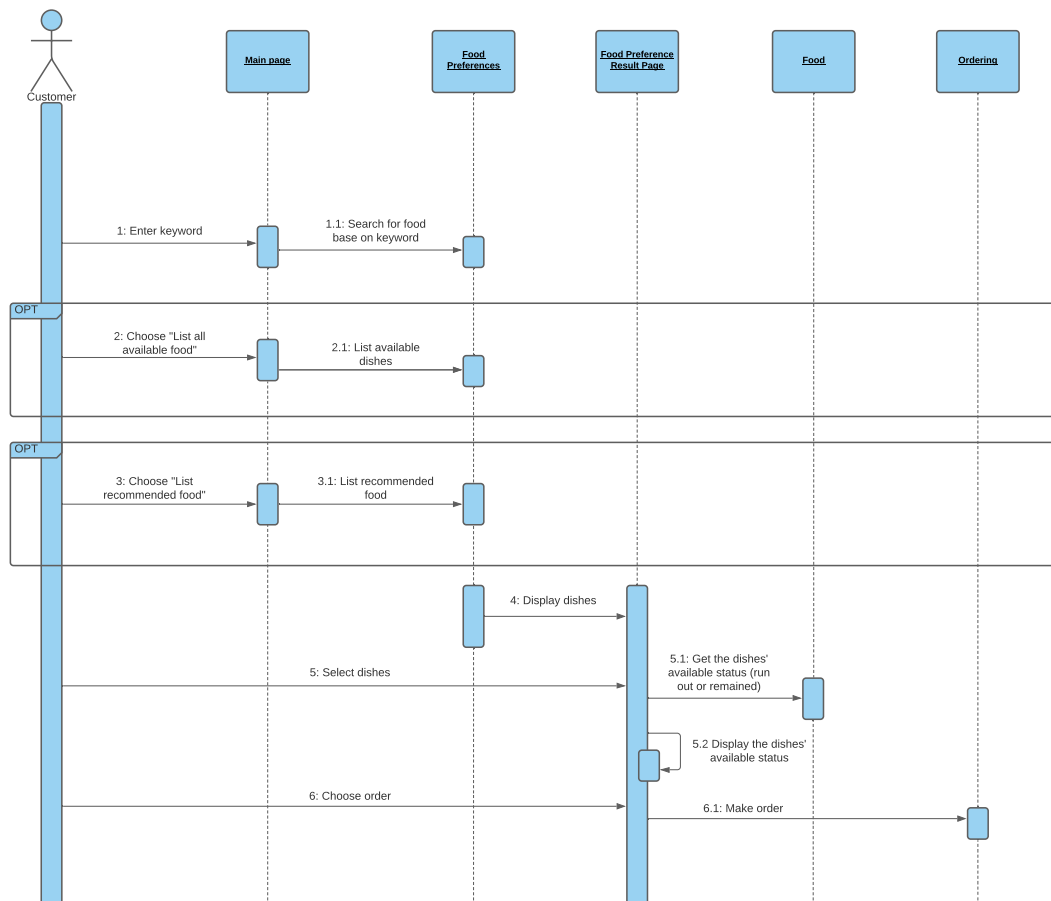 Customer
Main page
Food
Preferences
Food Preference
Result Page
Food
Ordering
1: Enter keyword
1.1: Search for food
base on keyword
OPT
2: Choose "List all
available food"
2.1: List available
dishes
OPT
3: Choose "List
recommended food"
3.1: List recommended
food
4: Display dishes
5: Select dishes
5.1: Get the dishes'
available status (run
out or remained)
5.2 Display the dishes'
available status
6: Choose order
6.1: Make order